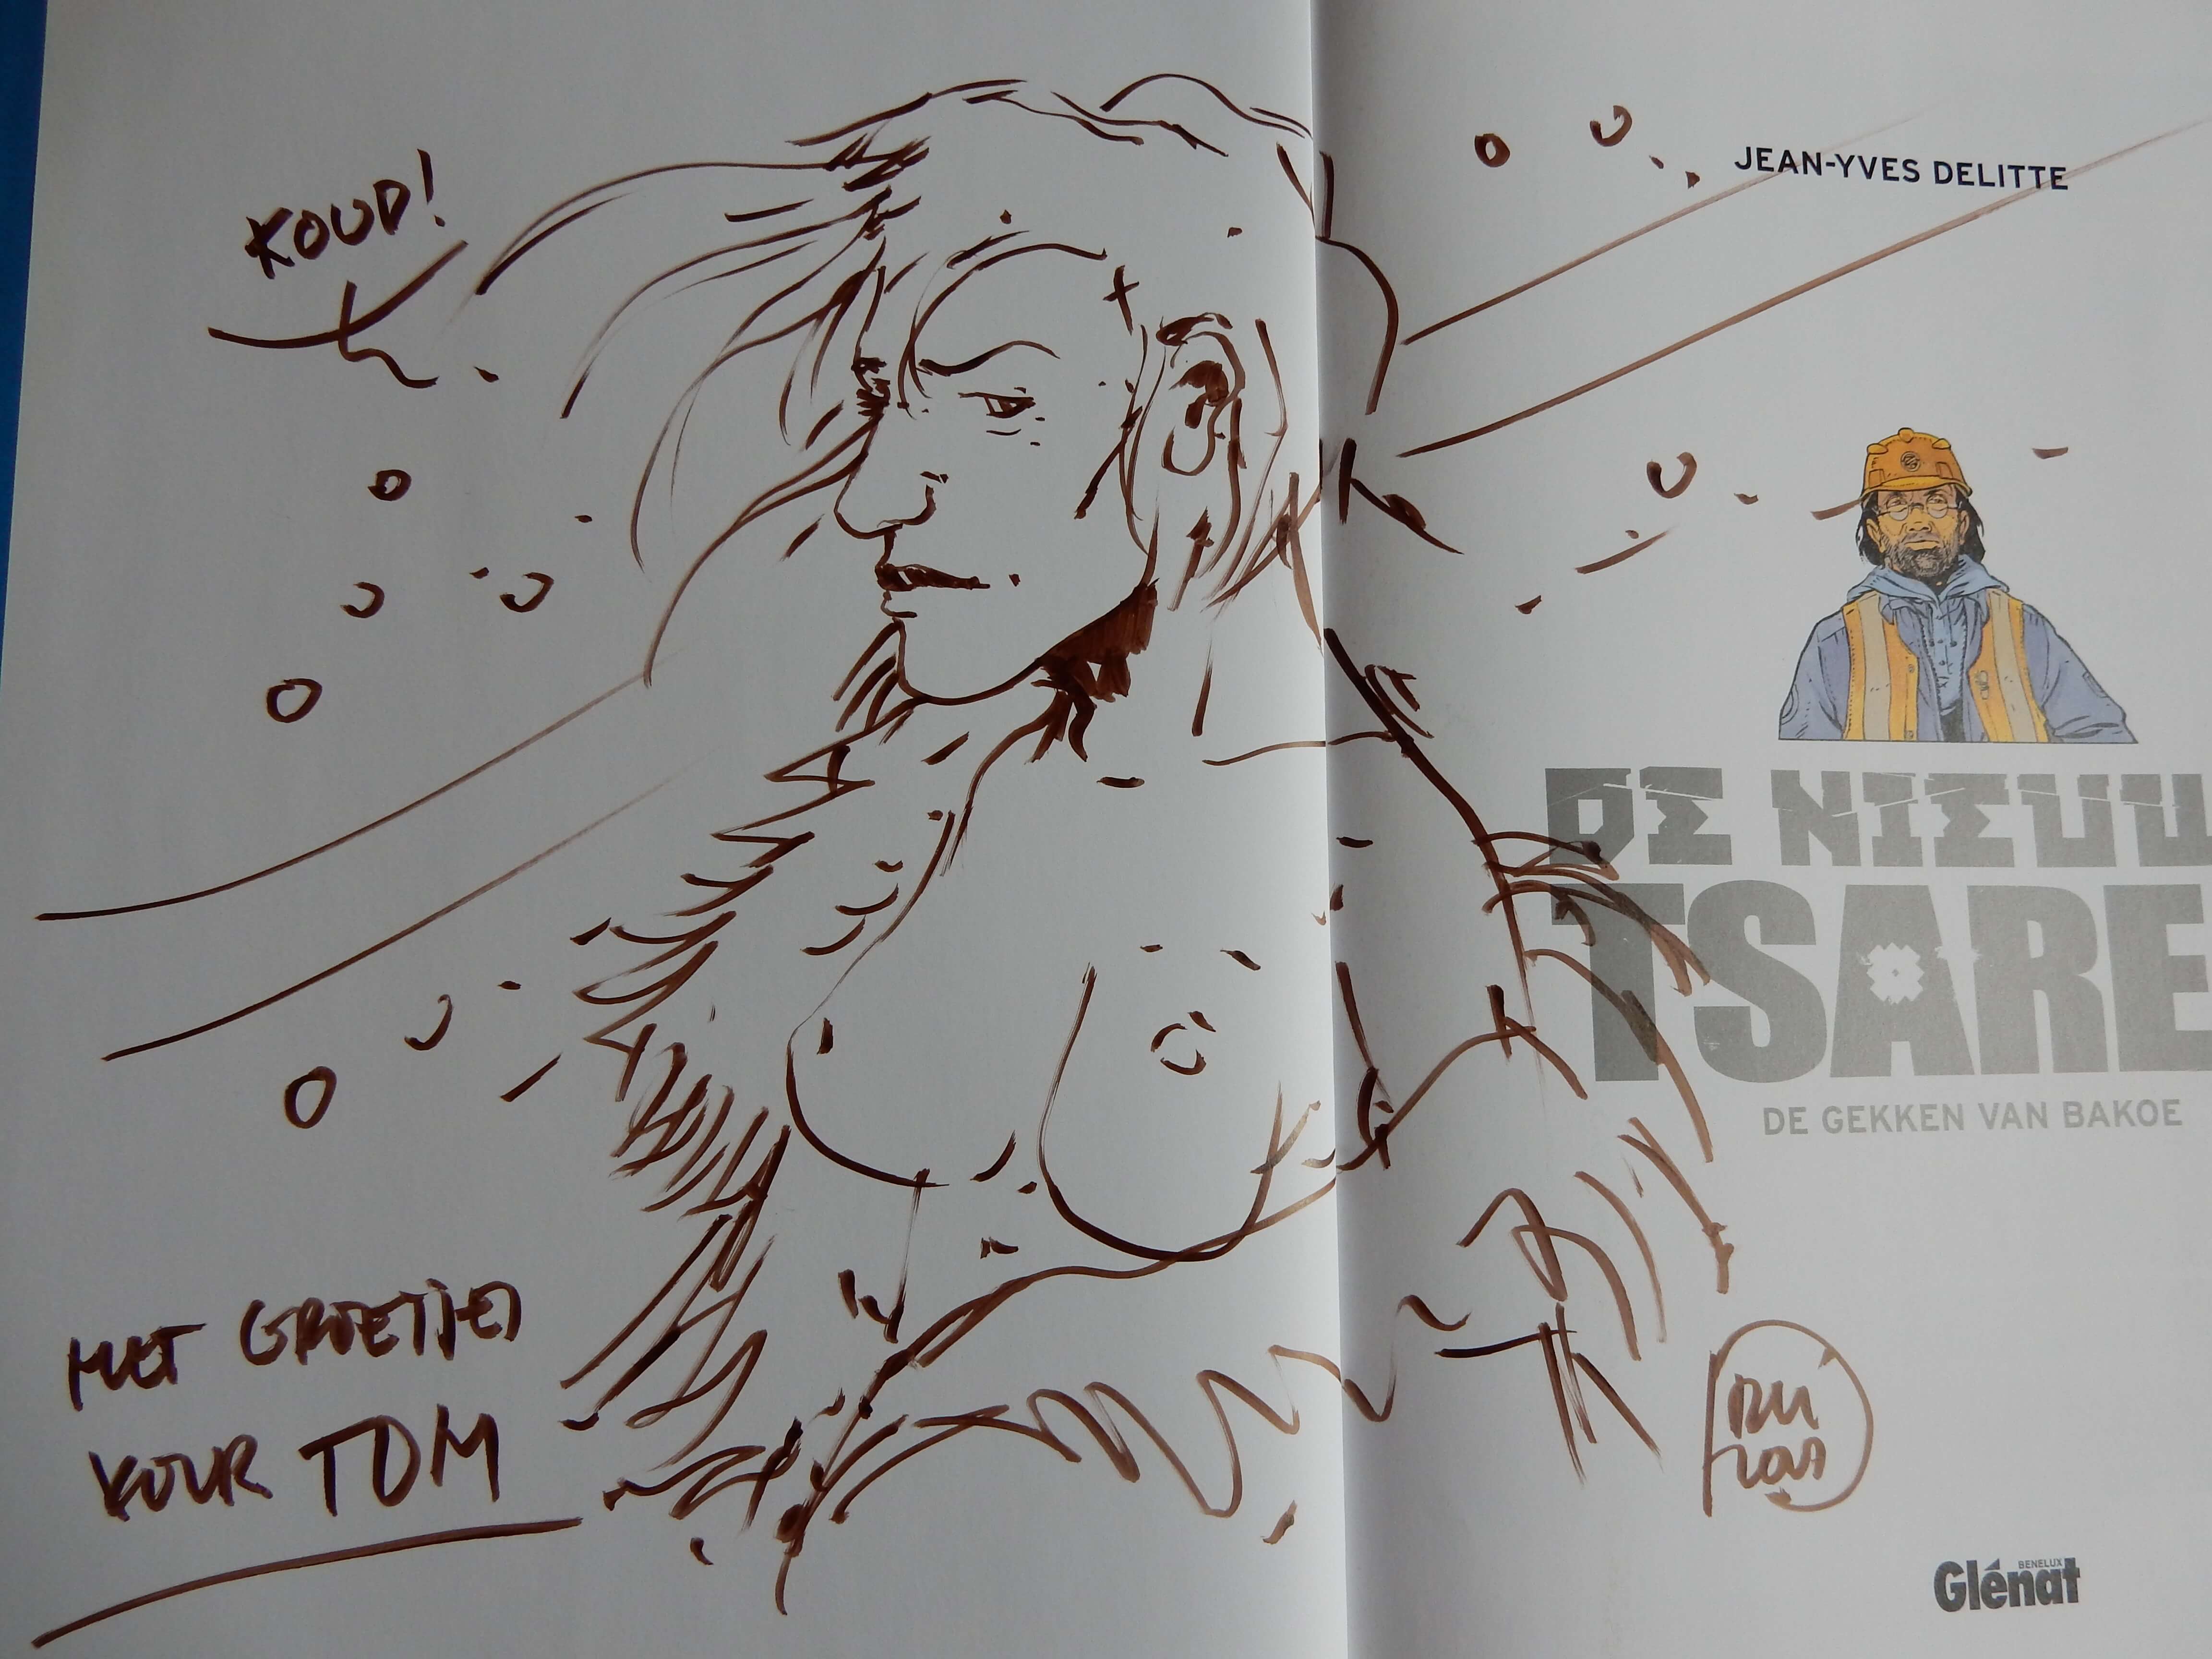 KOUD!
MET GROETJES
VOOR TOM
JEAN-YVES DELITTE
DE NIEUW
TSARE
DE GEKKEN VAN BAKOE
BENELUX
Glénat